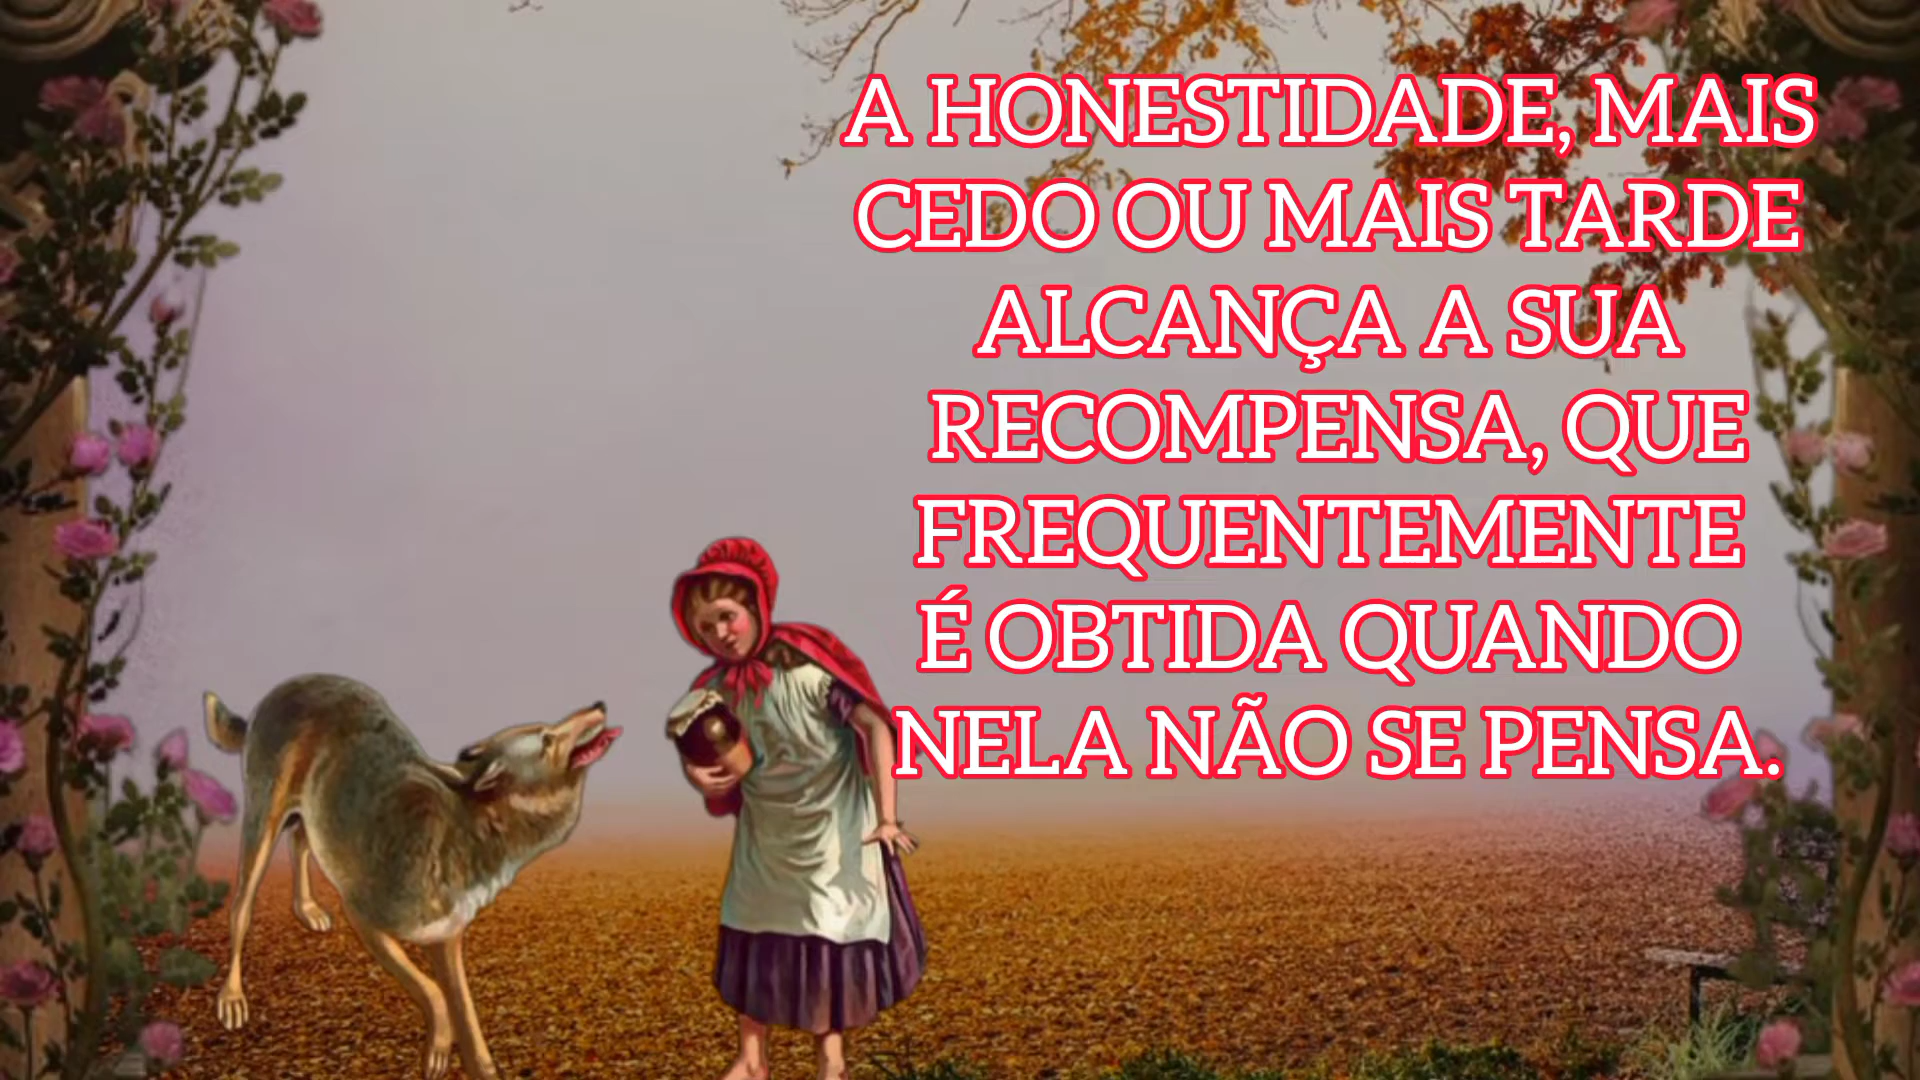 A HONESTIDADE, MAIS
CEDO OU MAIS TARDE
ALCANÇA A SUA
RECOMPENSA, QUE
FREQUENTEMENTE
É OBTIDA QUANDO
NELA NÃO SE PENSA.